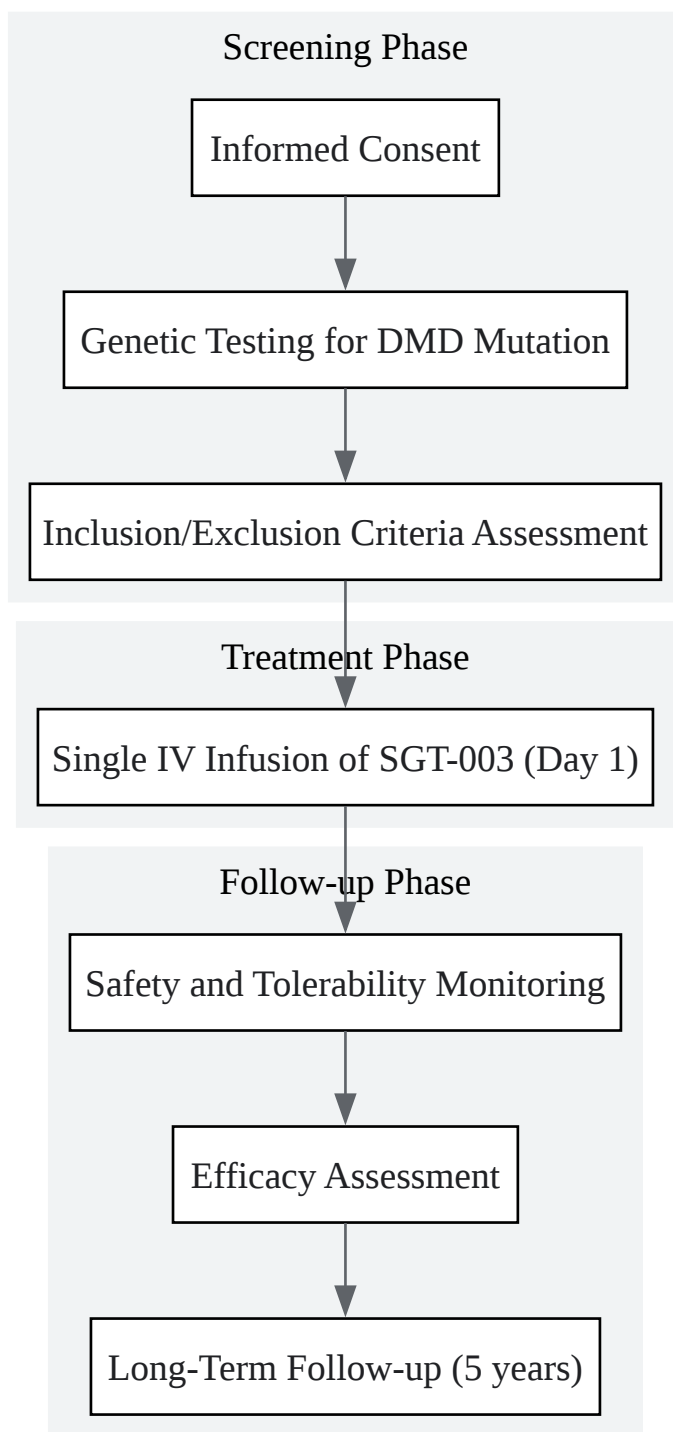 Screening Phase
Informed Consent
Genetic Testing for DMD Mutation
Inclusion/Exclusion Criteria Assessment
Treatment Phase
Single IV Infusion of SGT-003 (Day 1)
Follow-up Phase
Safety and Tolerability Monitoring
Efficacy Assessment
Long-Term Follow-up (5 years)